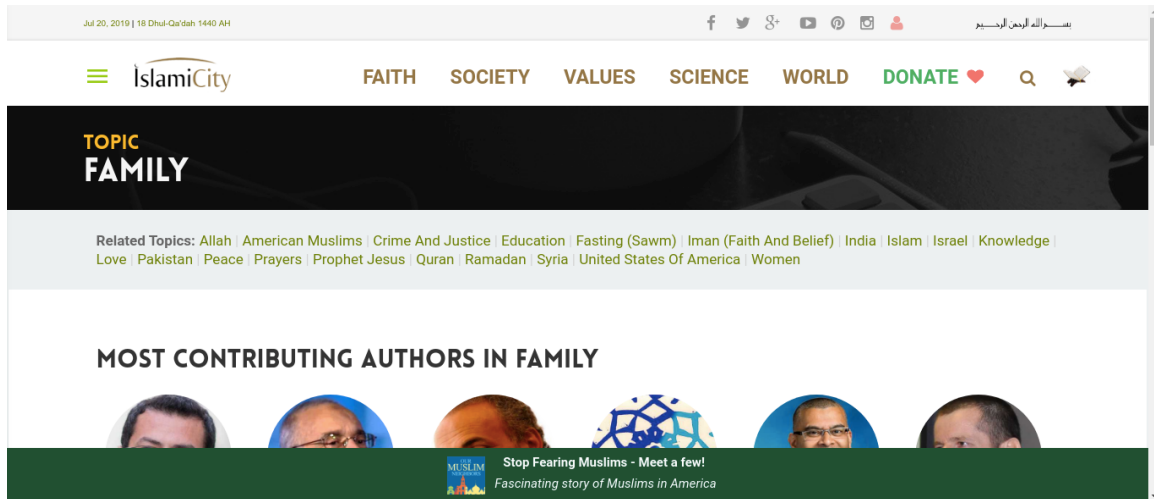 Jul 20, 2019 | 18 Dhul-Qa'dah 1440 AH
بســـم الله الرحمن الرحـــيم
IslamiCity
FAITH SOCIETY VALUES SCIENCE WORLD DONATE
TOPIC
FAMILY
Related Topics: Allah | American Muslims | Crime And Justice | Education | Fasting (Sawm) | Iman (Faith And Belief) | India | Islam | Israel | Knowledge |
Love | Pakistan | Peace | Prayers | Prophet Jesus | Quran | Ramadan | Syria | United States Of America | Women
MOST CONTRIBUTING AUTHORS IN FAMILY
MUSLIM
Stop Fearing Muslims - Meet a few!
Fascinating story of Muslims in America